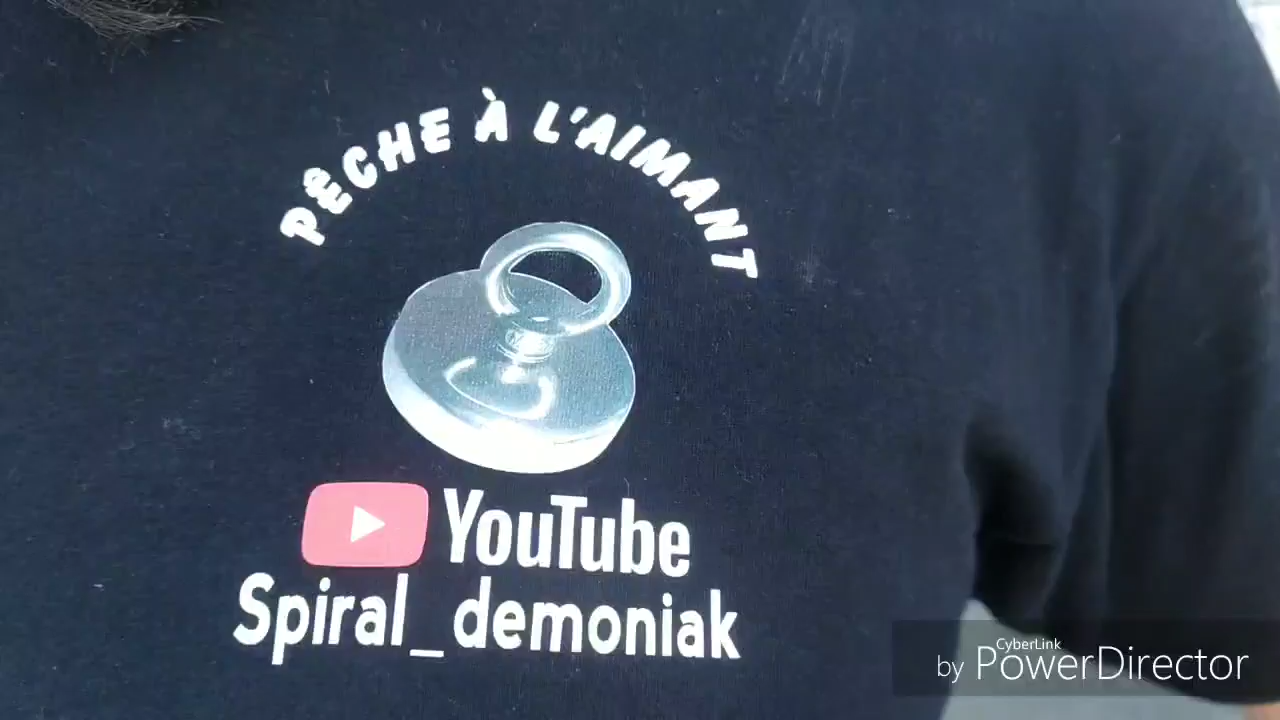 PÊCHE À L'AIMANT
YouTube
Spiral_demoniak
CyberLink
by PowerDirector